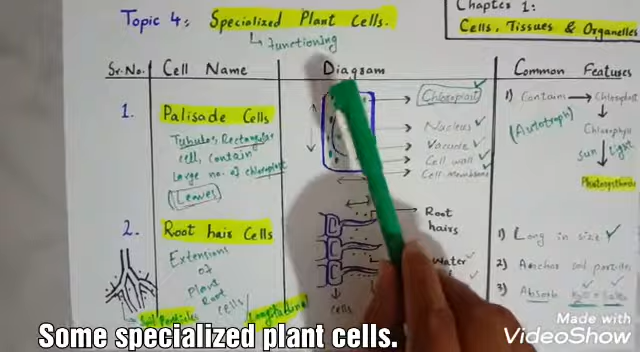 Topic 4: Specialized Plant Cells.
↳ Functioning
Chapter 1:
Cells, Tissues & Organelles
Sr.No. Cell Name Diagram Common Features
1. Palisade Cells
Tubular, Rectangular
cell, contain
Large no. of chloroplast
(Leaves)
Chloroplast
Nucleus
Vacuole
Cell wall
Cell membrane
1) Contain → Chloroplast
(Autotroph)
Chlorophyll
sun light
Photosynthesis
2. Root hair Cells
Extensions
of
Plant
Root
cells
Soil Particles
Longitudinal
Root
hairs
Water
cells
1) Long in size
2) Anchor soil particles
3) Absorb
Some specialized plant cells.
Made with
VideoShow